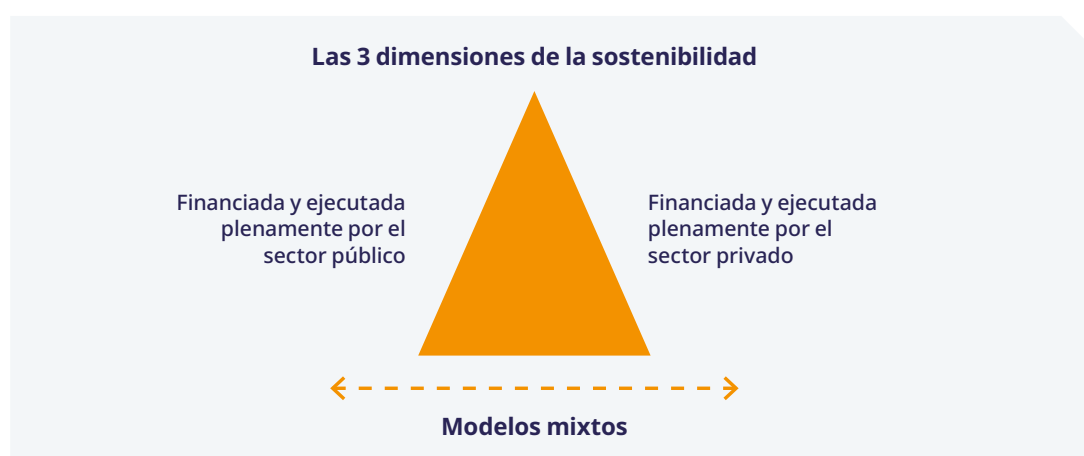 Las 3 dimensiones de la sostenibilidad
Financiada y ejecutada
plenamente por el
sector público
Financiada y ejecutada
plenamente por el
sector privado
Modelos mixtos